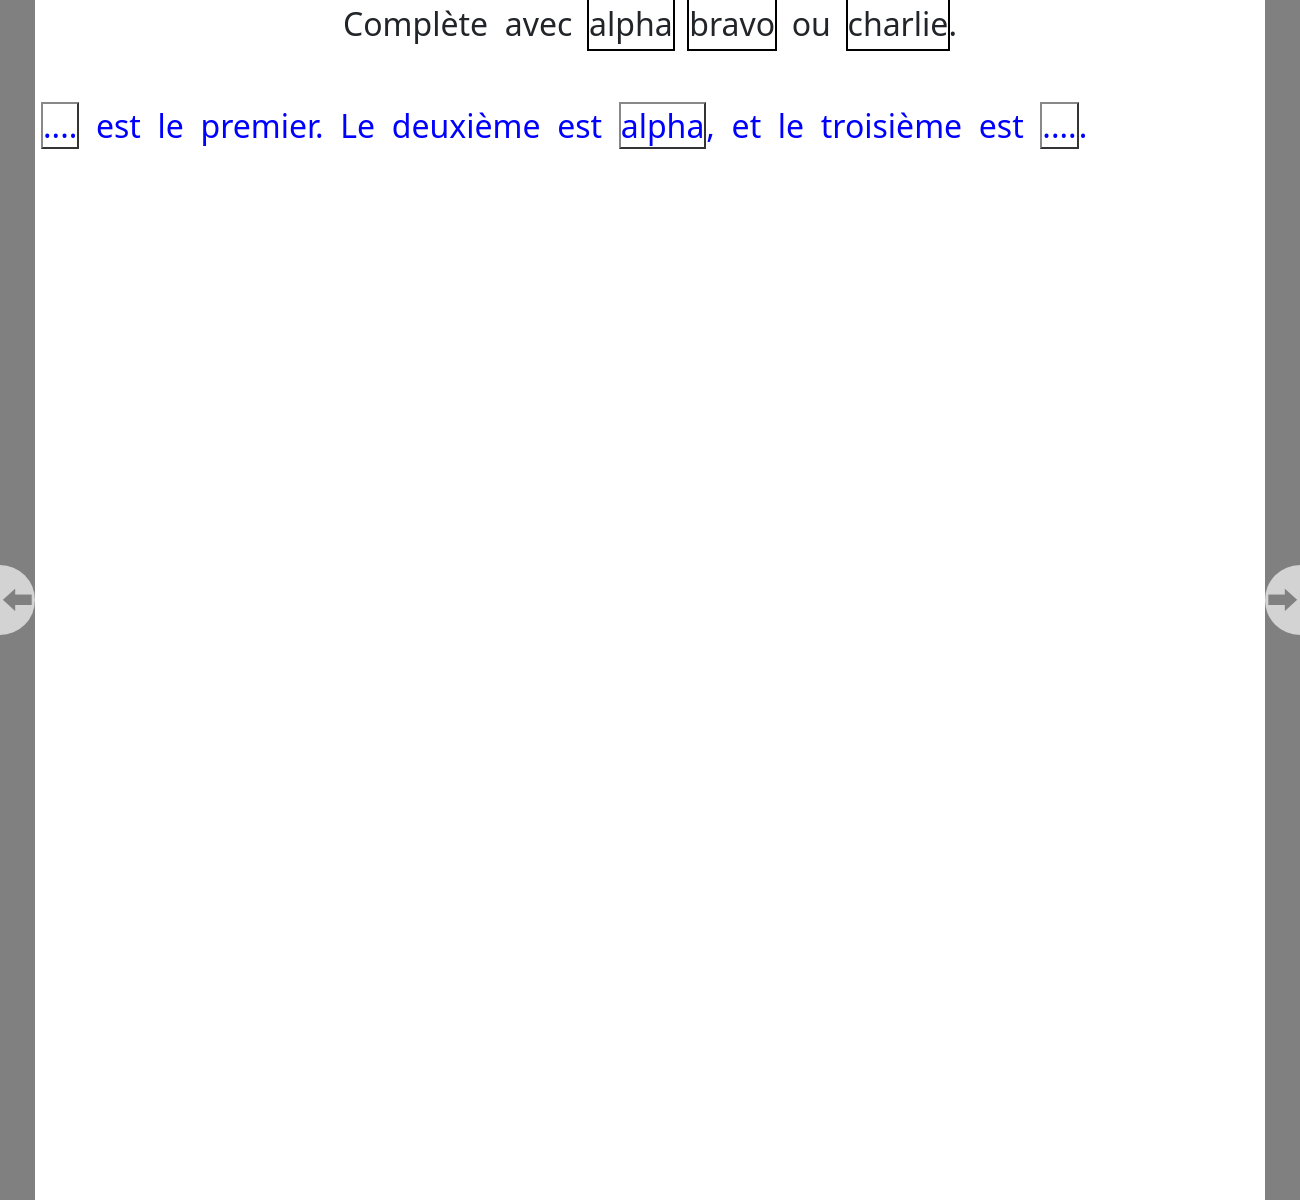 Complète avec alpha bravo ou charlie.
.... est le premier. Le deuxième est alpha, et le troisième est .....